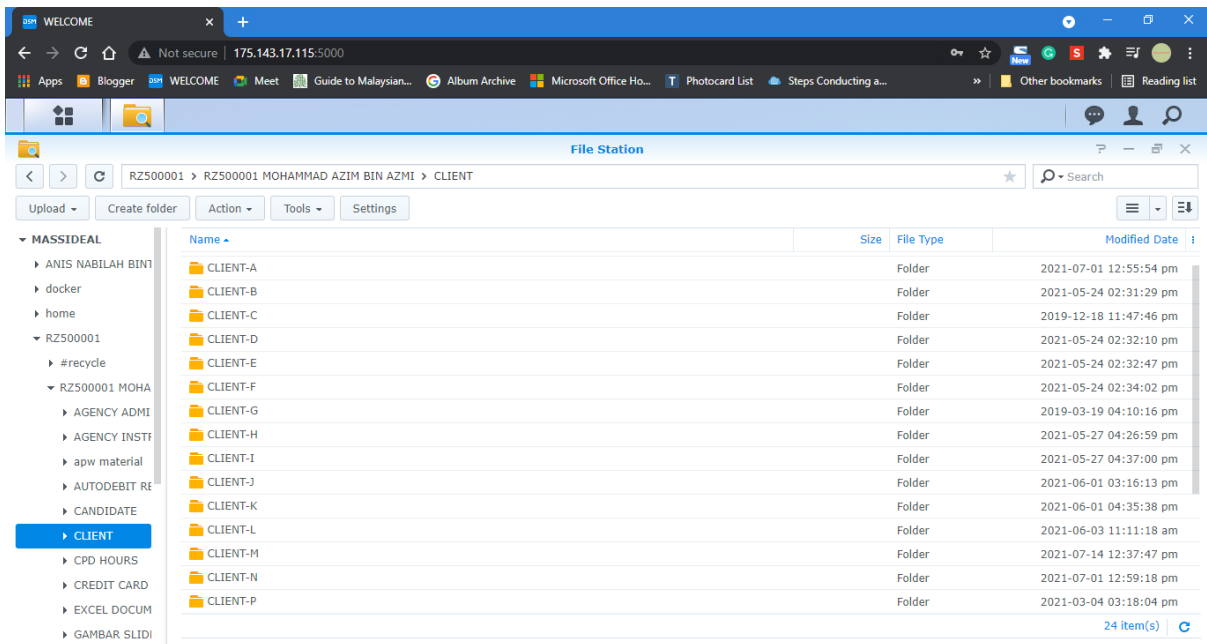 DSM WELCOME
Not secure | 175.143.17.115:5000
New
Apps Blogger DSM WELCOME Meet Guide to Malaysian... Album Archive Microsoft Office Ho... Photocard List Steps Conducting a... » Other bookmarks Reading list
File Station
RZ500001 > RZ500001 MOHAMMAD AZIM BIN AZMI > CLIENT Search
Upload Create folder Action Tools Settings
MASSIDEAL
ANIS NABILAH BINT
docker
home
RZ500001
#recycle
RZ500001 MOHA
AGENCY ADMI
AGENCY INSTR
apw material
AUTODEBIT RE
CANDIDATE
CLIENT
CPD HOURS
CREDIT CARD
EXCEL DOCUM
GAMBAR SLIDI
Name Size File Type Modified Date
CLIENT-A Folder 2021-07-01 12:55:54 pm
CLIENT-B Folder 2021-05-24 02:31:29 pm
CLIENT-C Folder 2019-12-18 11:47:46 pm
CLIENT-D Folder 2021-05-24 02:32:10 pm
CLIENT-E Folder 2021-05-24 02:32:47 pm
CLIENT-F Folder 2021-05-24 02:34:02 pm
CLIENT-G Folder 2019-03-19 04:10:16 pm
CLIENT-H Folder 2021-05-27 04:26:59 pm
CLIENT-I Folder 2021-05-27 04:37:00 pm
CLIENT-J Folder 2021-06-01 03:16:13 pm
CLIENT-K Folder 2021-06-01 04:35:38 pm
CLIENT-L Folder 2021-06-03 11:11:18 am
CLIENT-M Folder 2021-07-14 12:37:47 pm
CLIENT-N Folder 2021-07-01 12:59:18 pm
CLIENT-P Folder 2021-03-04 03:18:04 pm
24 item(s)